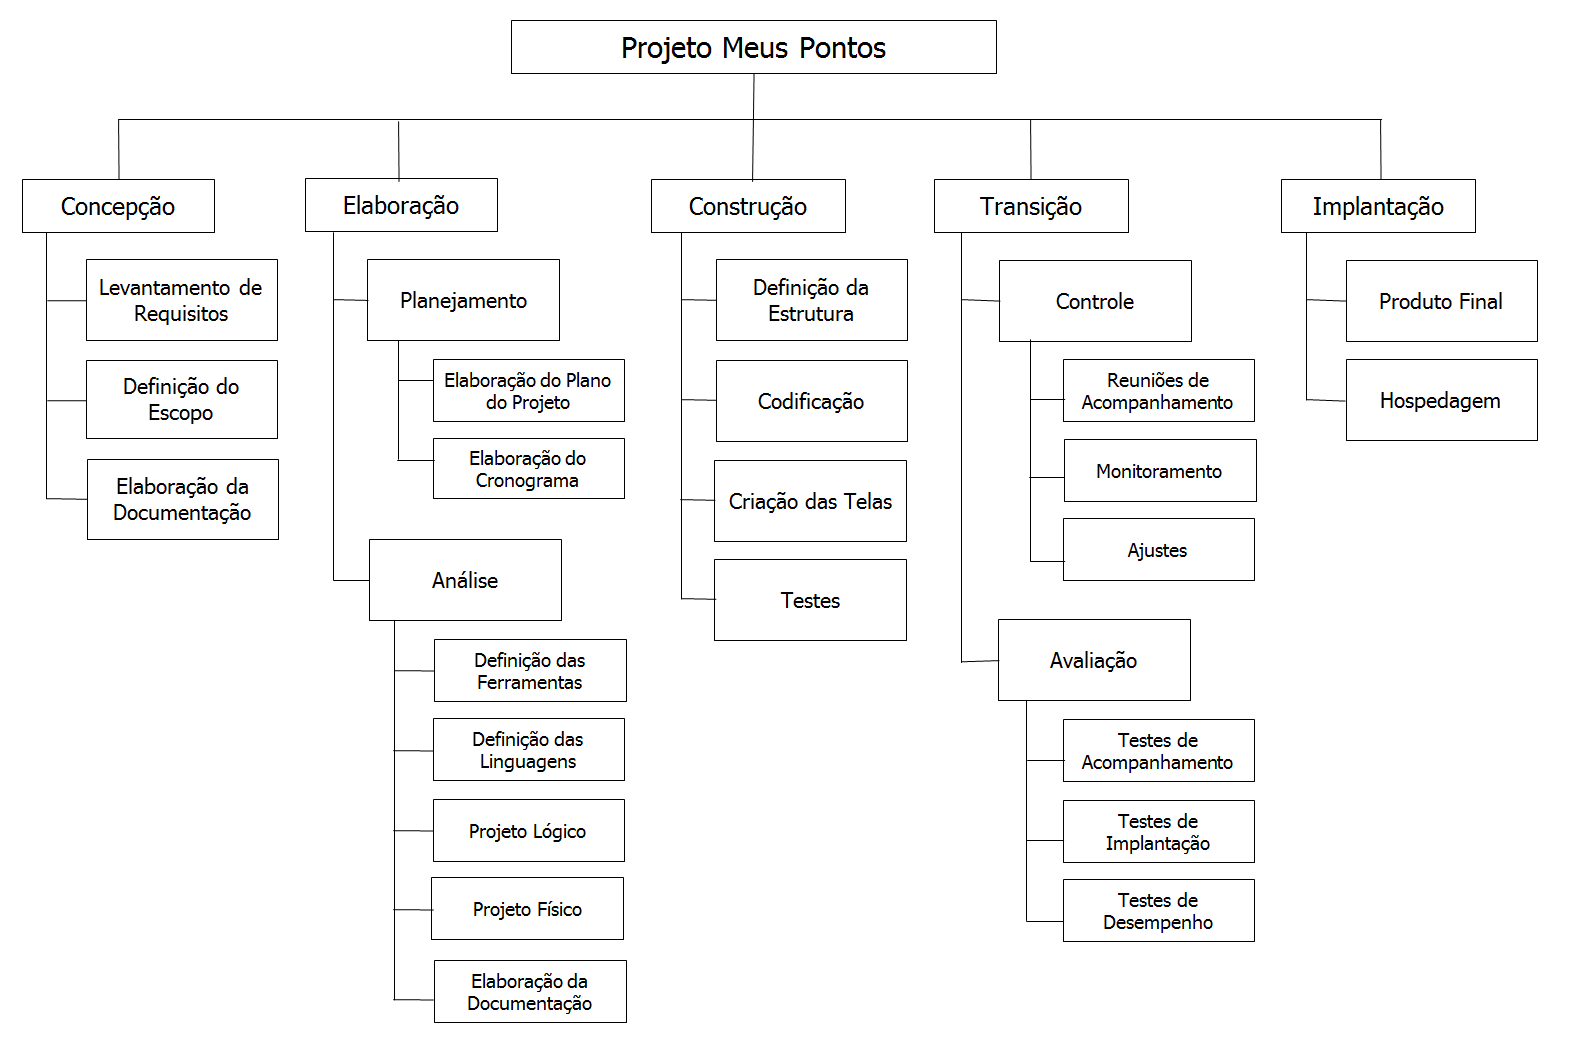 Projeto Meus Pontos
Concepção
Levantamento de
Requisitos
Definição do
Escopo
Elaboração da
Documentação
Elaboração
Planejamento
Elaboração do Plano
do Projeto
Elaboração do
Cronograma
Análise
Definição das
Ferramentas
Definição das
Linguagens
Projeto Lógico
Projeto Físico
Elaboração da
Documentação
Construção
Definição da
Estrutura
Codificação
Criação das Telas
Testes
Transição
Controle
Reuniões de
Acompanhamento
Monitoramento
Ajustes
Avaliação
Testes de
Acompanhamento
Testes de
Implantação
Testes de
Desempenho
Implantação
Produto Final
Hospedagem